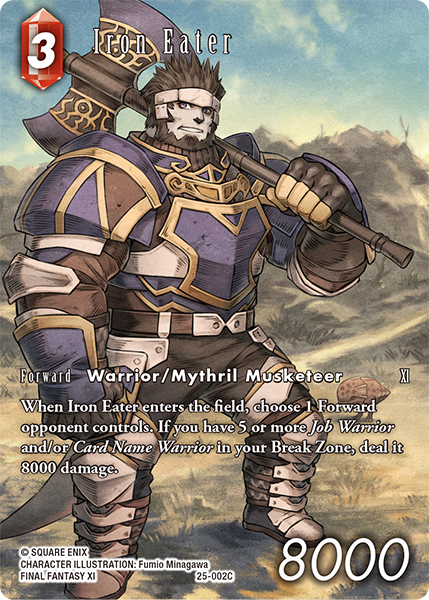 3
Iron Eater
Forward Warrior/Mythril Musketeer XI
When Iron Eater enters the field, choose 1 Forward
opponent controls. If you have 5 or more Job Warrior
and/or Card Name Warrior in your Break Zone, deal it
8000 damage.
© SQUARE ENIX
CHARACTER ILLUSTRATION: Fumio Minagawa
FINAL FANTASY XI 25-002C
8000